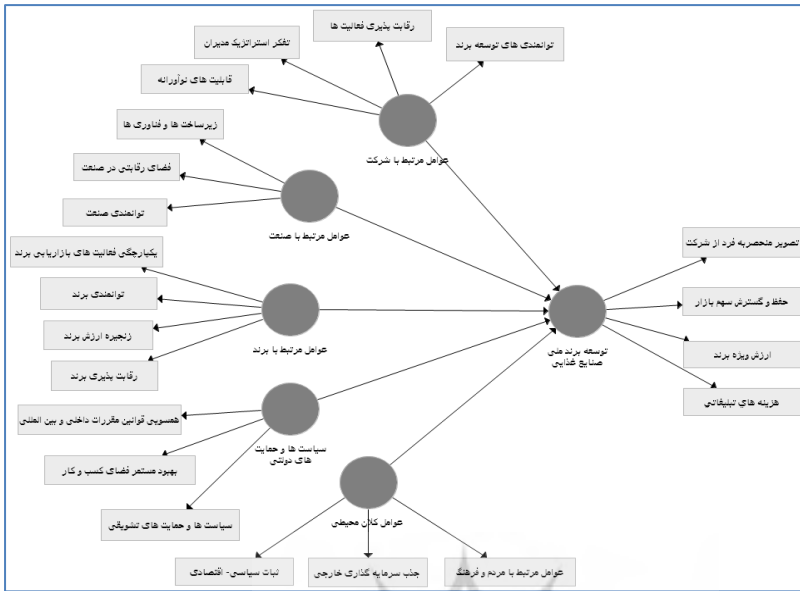 رقابت پذیری فعالیت ها
تفکر استراتژیک مدیران
توانمندی های توسعه برند
قابلیت های نوآورانه
عوامل مرتبط با شرکت
زیرساخت ها و فناوری ها
فضای رقابتی در صنعت
توانمندی صنعت
عوامل مرتبط با صنعت
یکپارچگی فعالیت های بازاریابی برند
توانمندی برند
زنجیره ارزش برند
رقابت پذیری برند
عوامل مرتبط با برند
تصویر منحصربه فرد از شرکت
حفظ و گسترش سهم بازار
ارزش ویژه برند
هزینه های تبلیغاتی
توسعه برند ملی
صنایع غذایی
همسویی قوانین مقررات داخلی و بین المللی
بهبود مستمر فضای کسب و کار
سیاست ها و حمایت های تشویقی
سیاست ها و حمایت
های دولتی
عوامل کلان محیطی
عوامل مرتبط با مردم و فرهنگ
جذب سرمایه گذاری خارجی
ثبات سیاسی- اقتصادی